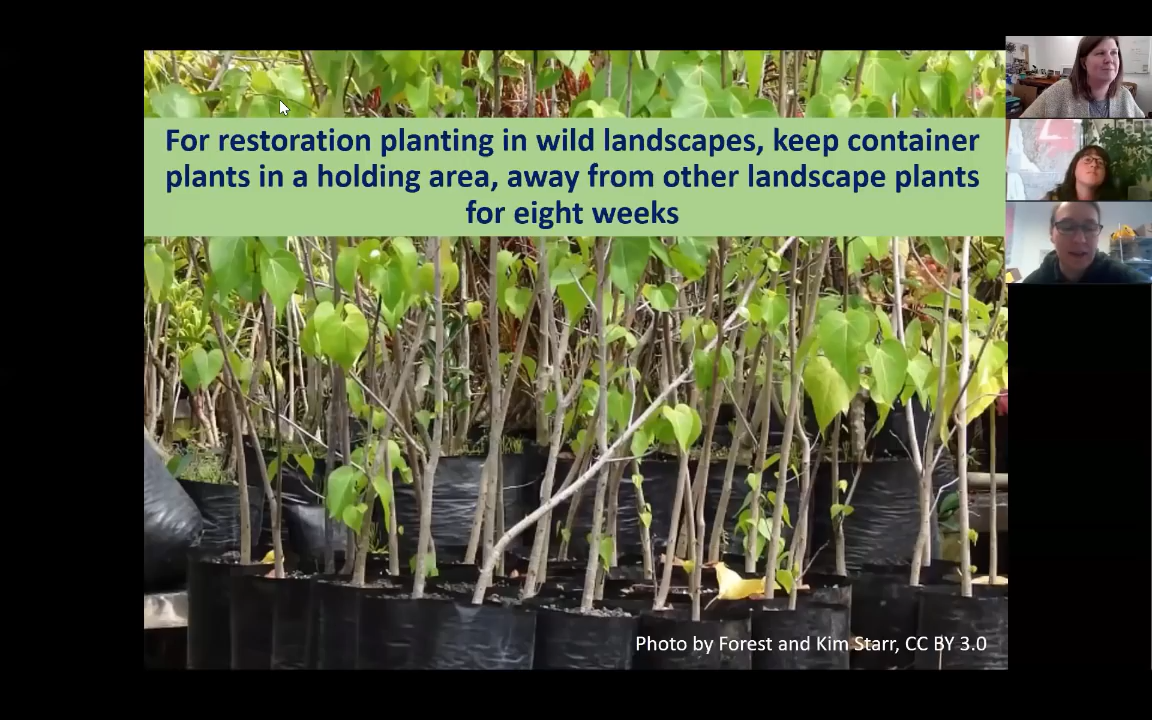 For restoration planting in wild landscapes, keep container
plants in a holding area, away from other landscape plants
for eight weeks
Photo by Forest and Kim Starr, CC BY 3.0